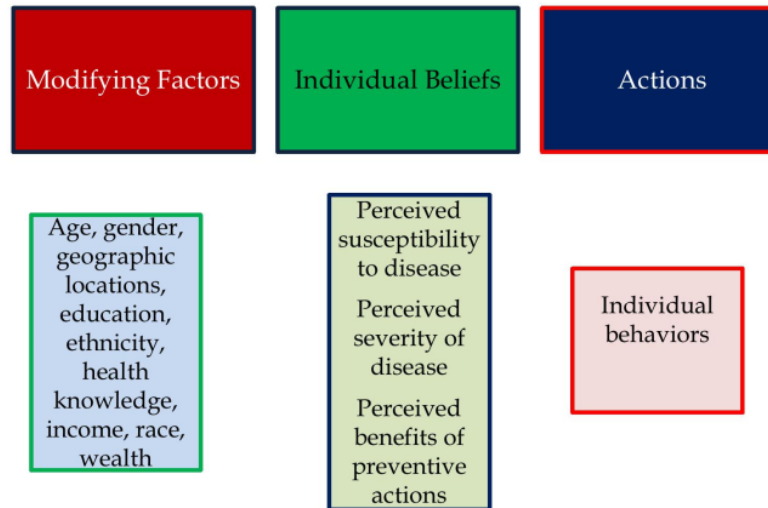 Modifying Factors
Individual Beliefs
Actions
Age, gender,
geographic
locations,
education,
ethnicity,
health
knowledge,
income, race,
wealth
Perceived
susceptibility
to disease
Perceived
severity of
disease
Perceived
benefits of
preventive
actions
Individual
behaviors